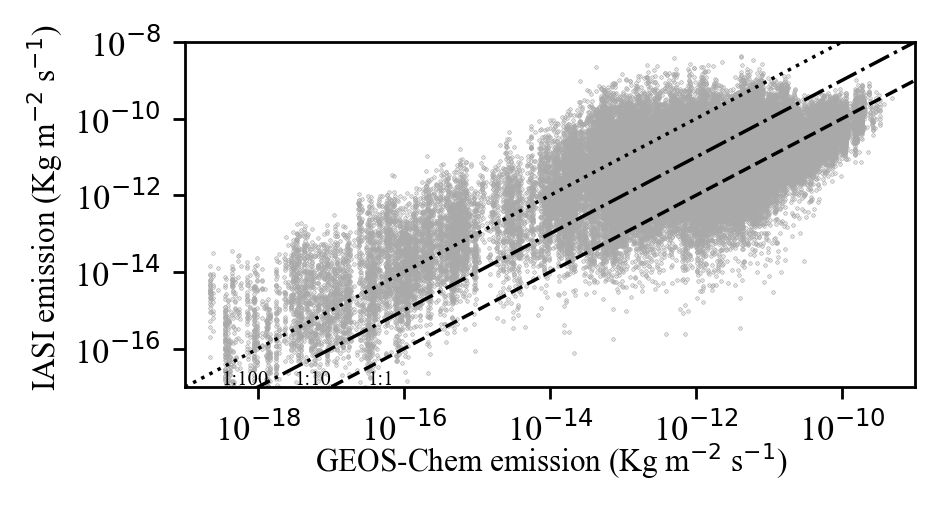 IASI emission (Kg m⁻² s⁻¹)
10⁻⁸
10⁻¹⁰
10⁻¹²
10⁻¹⁴
10⁻¹⁶
1:100 1:10 1:1
10⁻¹⁸ 10⁻¹⁶ 10⁻¹⁴ 10⁻¹² 10⁻¹⁰
GEOS-Chem emission (Kg m⁻² s⁻¹)